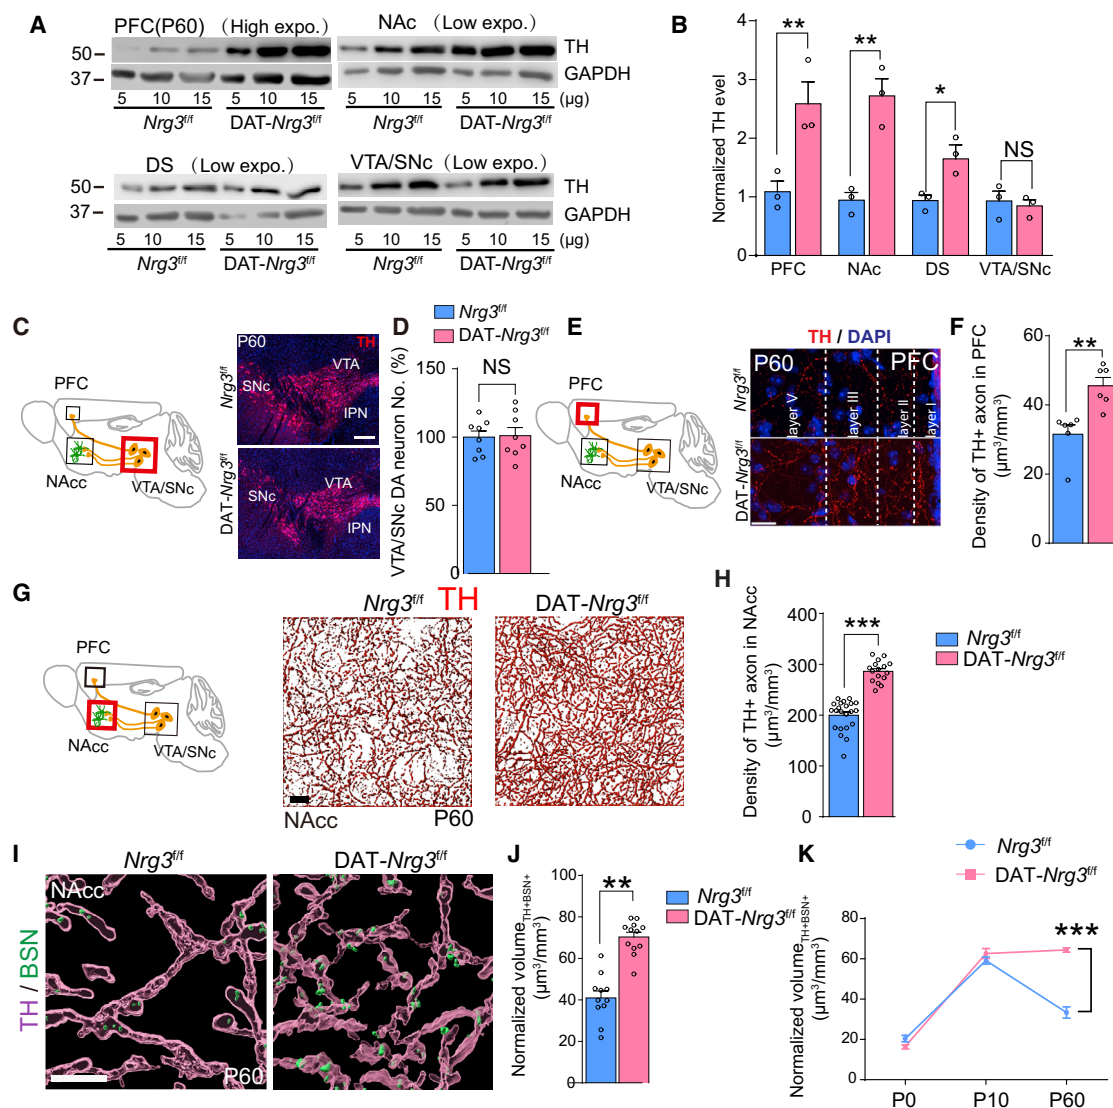 A
PFC(P60) (High expo.)
NAc (Low expo.)
50
37
TH
GAPDH
5 10 15 5 10 15
5 10 15 5 10 15 (μg)
Nrg3f/f DAT-Nrg3f/f
Nrg3f/f DAT-Nrg3f/f
DS (Low expo.)
VTA/SNc (Low expo.)
50
37
TH
GAPDH
5 10 15 5 10 15
5 10 15 5 10 15 (μg)
Nrg3f/f DAT-Nrg3f/f
Nrg3f/f DAT-Nrg3f/f
B
Normalized TH evel
4
3
2
1
0
** ** * NS
PFC NAc DS VTA/SNc
C
PFC
NAcc
VTA/SNc
Nrg3f/f
DAT-Nrg3f/f
P60 TH
VTA
SNc
IPN
VTA
SNc
IPN
D
Nrg3f/f
DAT-Nrg3f/f
VTA/SNc DA neuron No. (%)
150
100
50
0
NS
E
PFC
NAcc
VTA/SNc
TH / DAPI
Nrg3f/f
DAT-Nrg3f/f
P60 PFC
layer V
layer III
layer II
layer I
F
Density of TH+ axon in PFC
(μm³/mm³)
60
40
20
0
**
G
PFC
NAcc
VTA/SNc
Nrg3f/f TH DAT-Nrg3f/f
NAcc P60
H
Density of TH+ axon in NAcc
(μm³/mm³)
400
300
200
100
0
***
Nrg3f/f
DAT-Nrg3f/f
I
Nrg3f/f DAT-Nrg3f/f
TH / BSN
NAcc
P60
J
Normalized volumeTH+BSN+
(μm³/mm³)
100
80
60
40
20
0
**
Nrg3f/f
DAT-Nrg3f/f
K
Nrg3f/f
DAT-Nrg3f/f
Normalized volumeTH+BSN+
(μm³/mm³)
80
60
40
20
0
***
P0 P10 P60